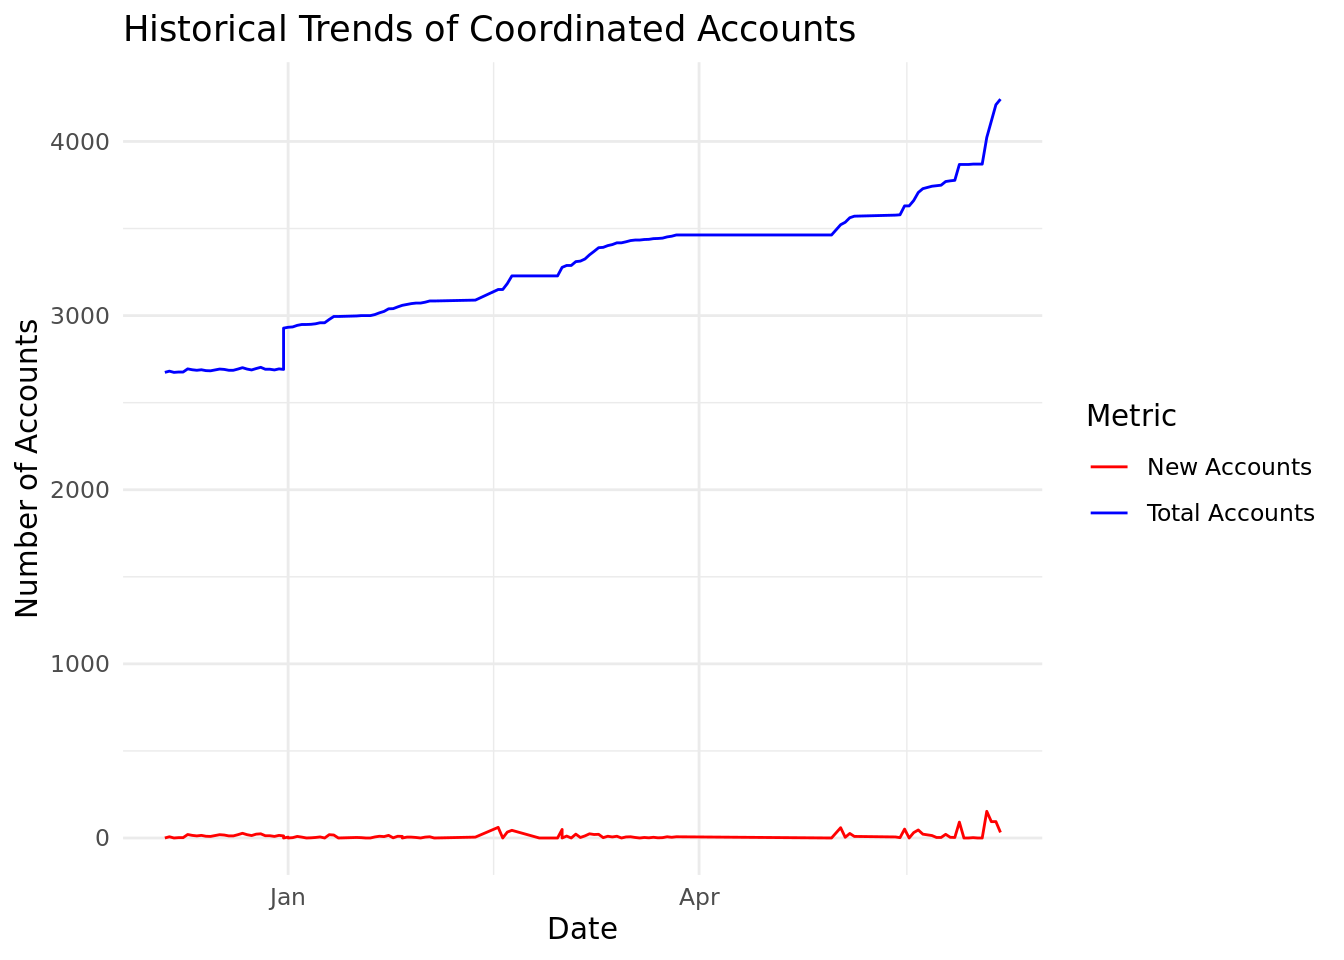 Historical Trends of Coordinated Accounts
Number of Accounts
4000
3000
2000
1000
0
Jan
Apr
Date
Metric
New Accounts
Total Accounts